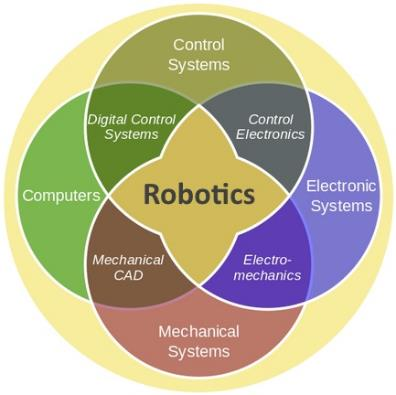 Control
Systems
Digital Control
Systems
Control
Electronics
Computers
Robotics
Electronic
Systems
Mechanical
CAD
Electro-
mechanics
Mechanical
Systems